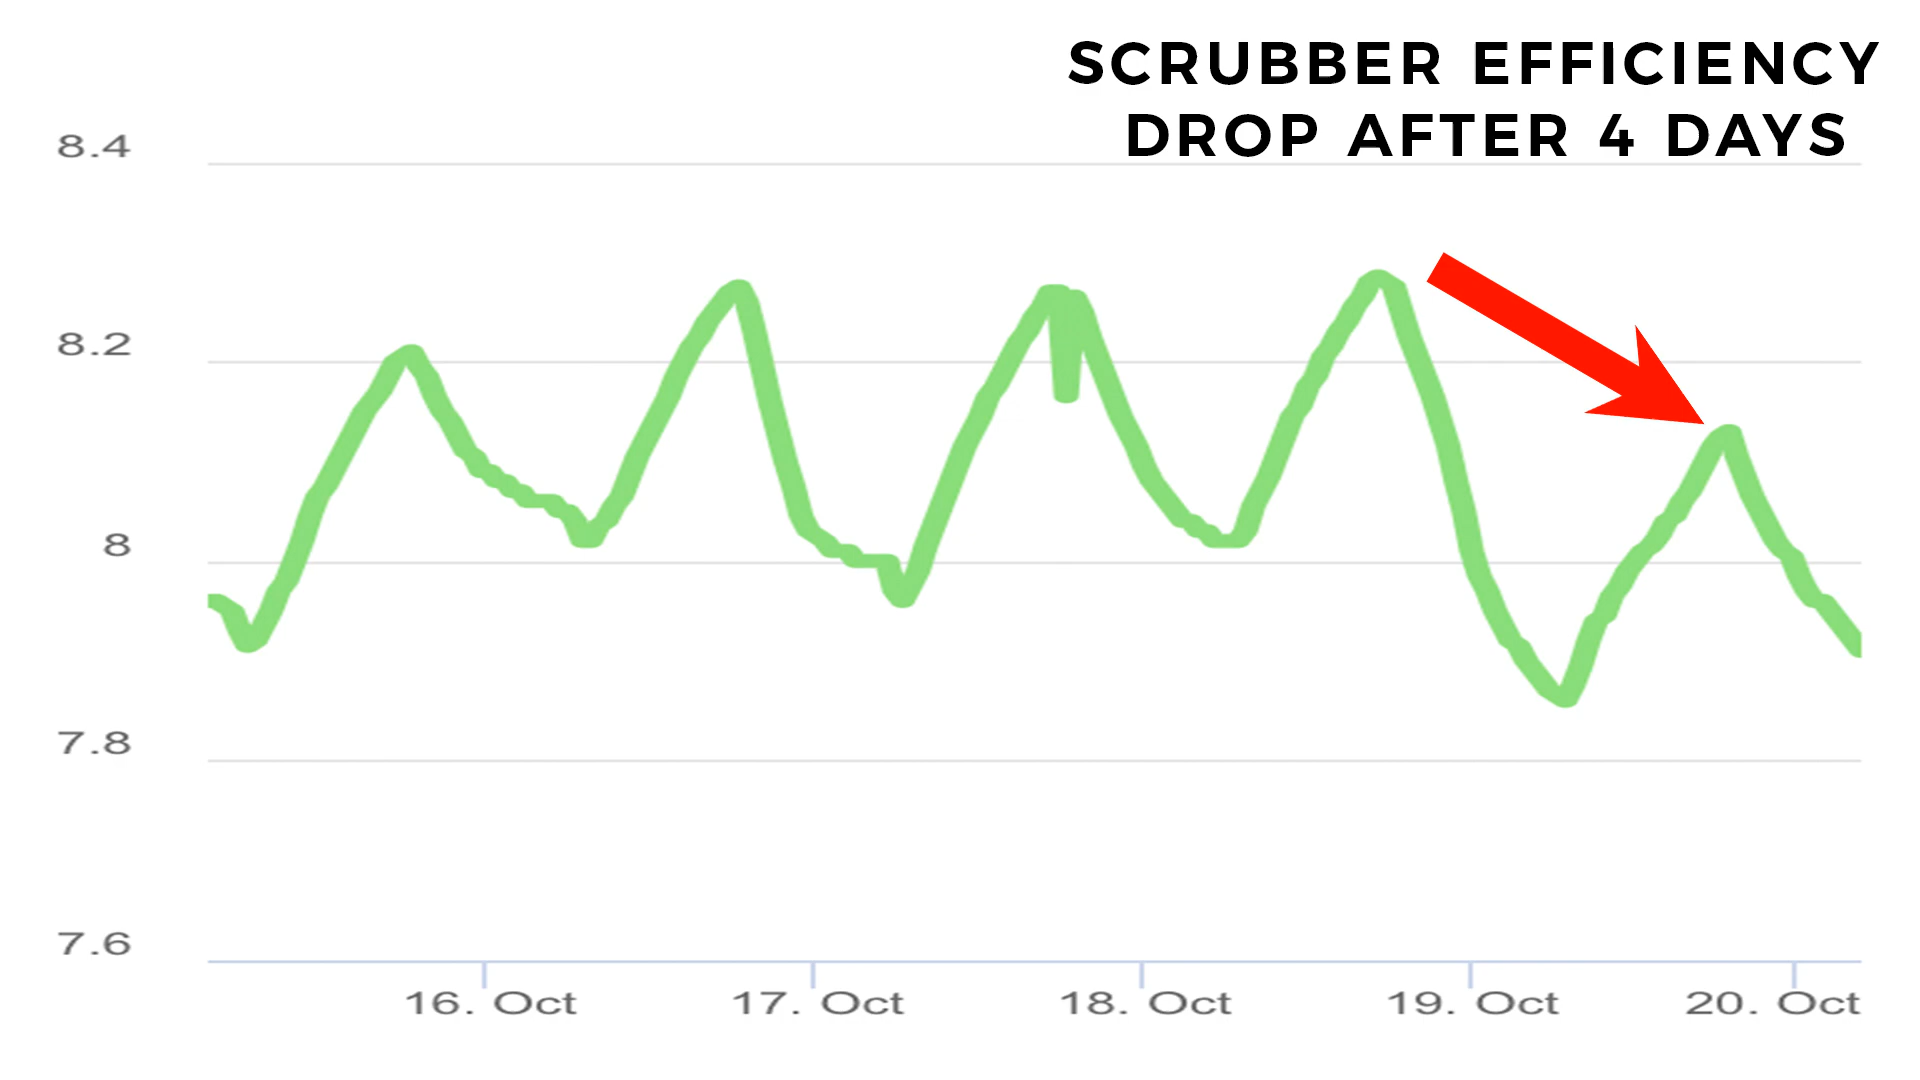 SCRUBBER EFFICIENCY
DROP AFTER 4 DAYS
8.4
8.2
8
7.8
7.6
16. Oct 17. Oct 18. Oct 19. Oct 20. Oct